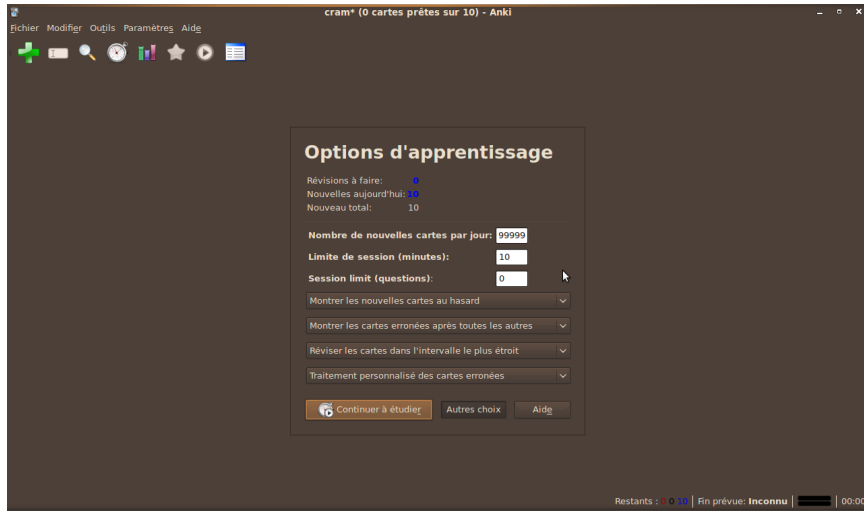 cram* (0 cartes prêtes sur 10) - Anki
Fichier Modifier Outils Paramètres Aide
Options d'apprentissage
Révisions à faire: 0
Nouvelles aujourd'hui: 10
Nouveau total: 10
Nombre de nouvelles cartes par jour: 99999
Limite de session (minutes): 10
Session limit (questions): 0
Montrer les nouvelles cartes au hasard
Montrer les cartes erronées après toutes les autres
Réviser les cartes dans l'intervalle le plus étroit
Traitement personnalisé des cartes erronées
Continuer à étudier Autres choix Aide
Restants : 0 0 10 Fin prévue: Inconnu 00:00